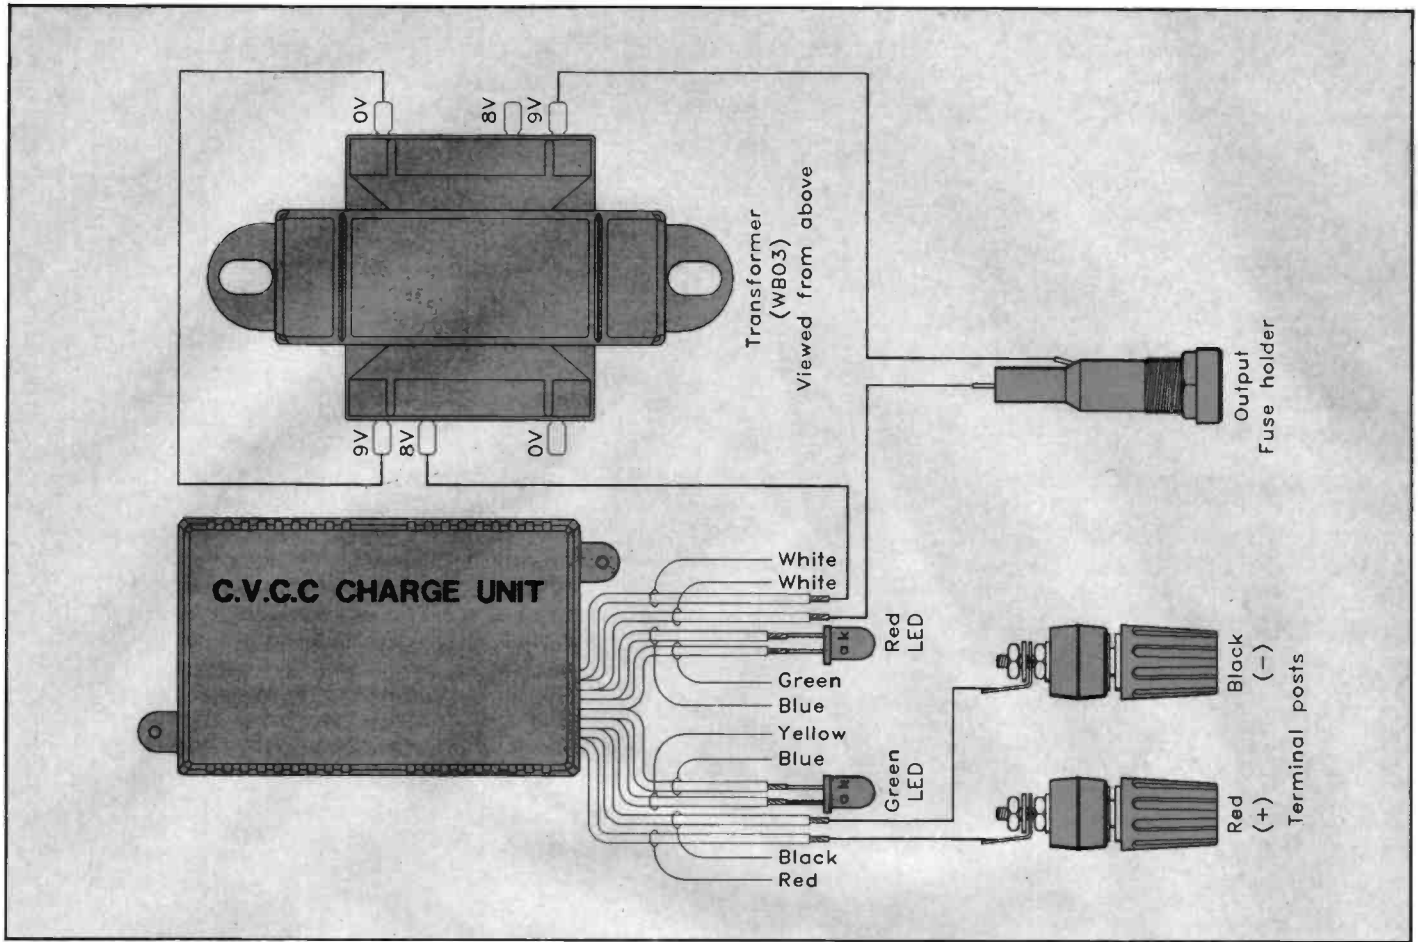 0V
8V
9V
Transformer
(WB03)
Viewed from above
9V
8V
0V
Output
Fuse holder
C.V.C.C CHARGE UNIT
White
White
a k
Red
LED
Green
Blue
Yellow
Blue
a k
Green
LED
Black
Red
Black
(-)
Red
(+)
Terminal posts